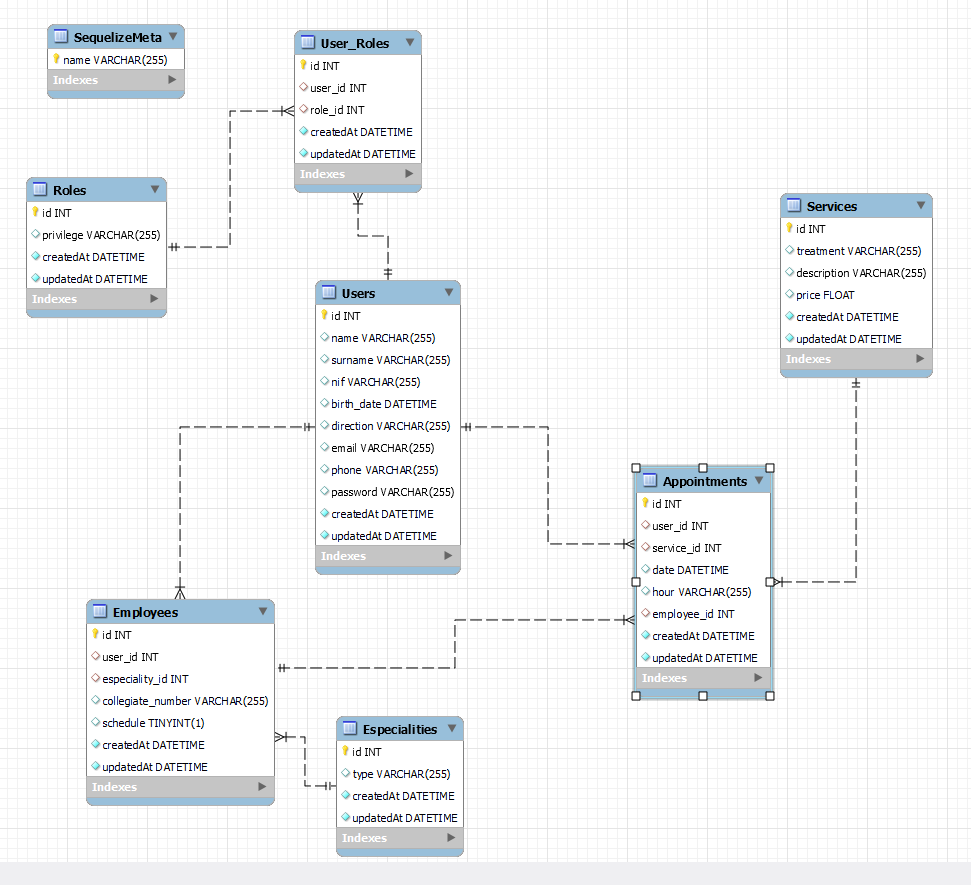 SequelizeMeta
name VARCHAR(255)
Indexes
User_Roles
id INT
user_id INT
role_id INT
createdAt DATETIME
updatedAt DATETIME
Indexes
Roles
id INT
privilege VARCHAR(255)
createdAt DATETIME
updatedAt DATETIME
Indexes
Services
id INT
treatment VARCHAR(255)
description VARCHAR(255)
price FLOAT
createdAt DATETIME
updatedAt DATETIME
Indexes
Users
id INT
name VARCHAR(255)
surname VARCHAR(255)
nif VARCHAR(255)
birth_date DATETIME
direction VARCHAR(255)
email VARCHAR(255)
phone VARCHAR(255)
password VARCHAR(255)
createdAt DATETIME
updatedAt DATETIME
Indexes
Appointments
id INT
user_id INT
service_id INT
date DATETIME
hour VARCHAR(255)
employee_id INT
createdAt DATETIME
updatedAt DATETIME
Indexes
Employees
id INT
user_id INT
especiality_id INT
collegiate_number VARCHAR(255)
schedule TINYINT(1)
createdAt DATETIME
updatedAt DATETIME
Indexes
Especialities
id INT
type VARCHAR(255)
createdAt DATETIME
updatedAt DATETIME
Indexes